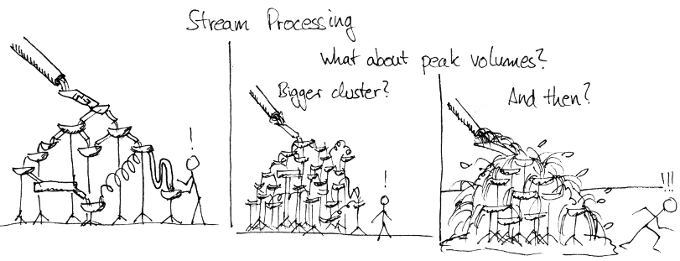 Stream Processing
What about peak volumes?
Bigger cluster?
And then?
!
!
!!!